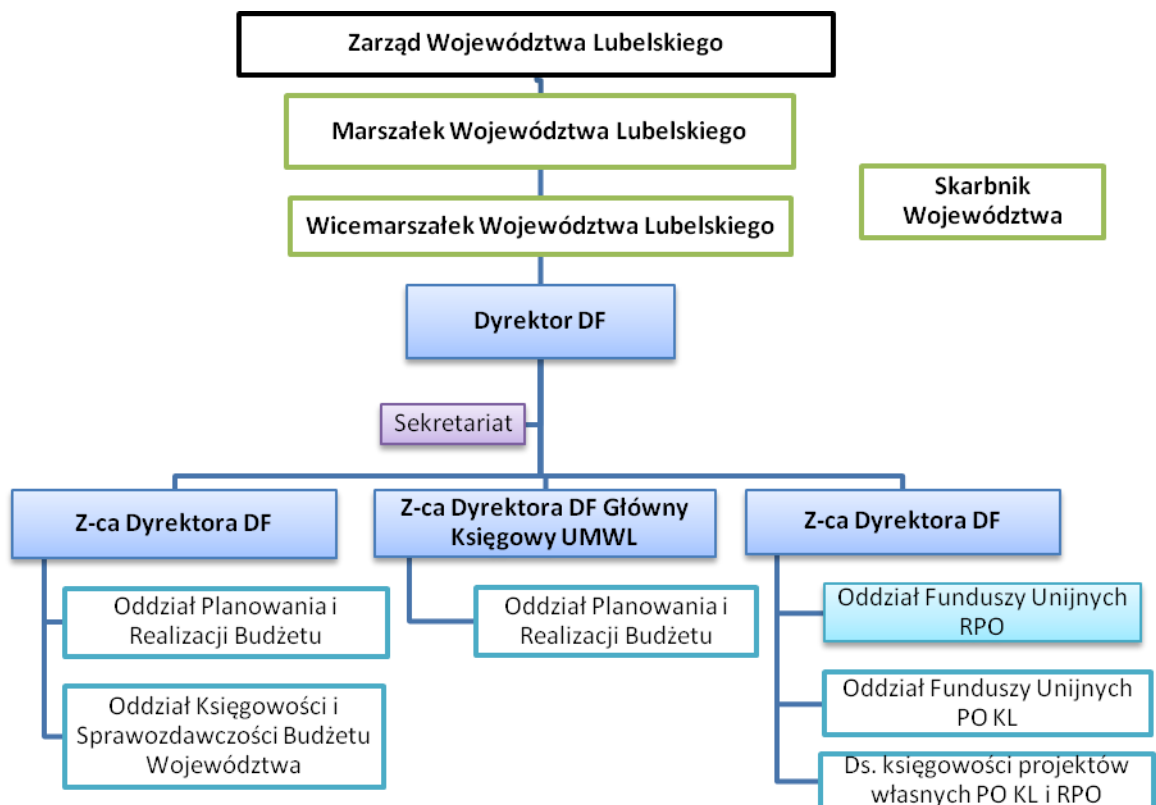 Zarząd Województwa Lubelskiego
Marszałek Województwa Lubelskiego
Skarbnik
Województwa
Wicemarszałek Województwa Lubelskiego
Dyrektor DF
Sekretariat
Z-ca Dyrektora DF
Z-ca Dyrektora DF Główny
Księgowy UMWL
Z-ca Dyrektora DF
Oddział Planowania i
Realizacji Budżetu
Oddział Księgowości i
Sprawozdawczości Budżetu
Województwa
Oddział Planowania i
Realizacji Budżetu
Oddział Funduszy Unijnych
RPO
Oddział Funduszy Unijnych
PO KL
Ds. księgowości projektów
własnych PO KL i RPO